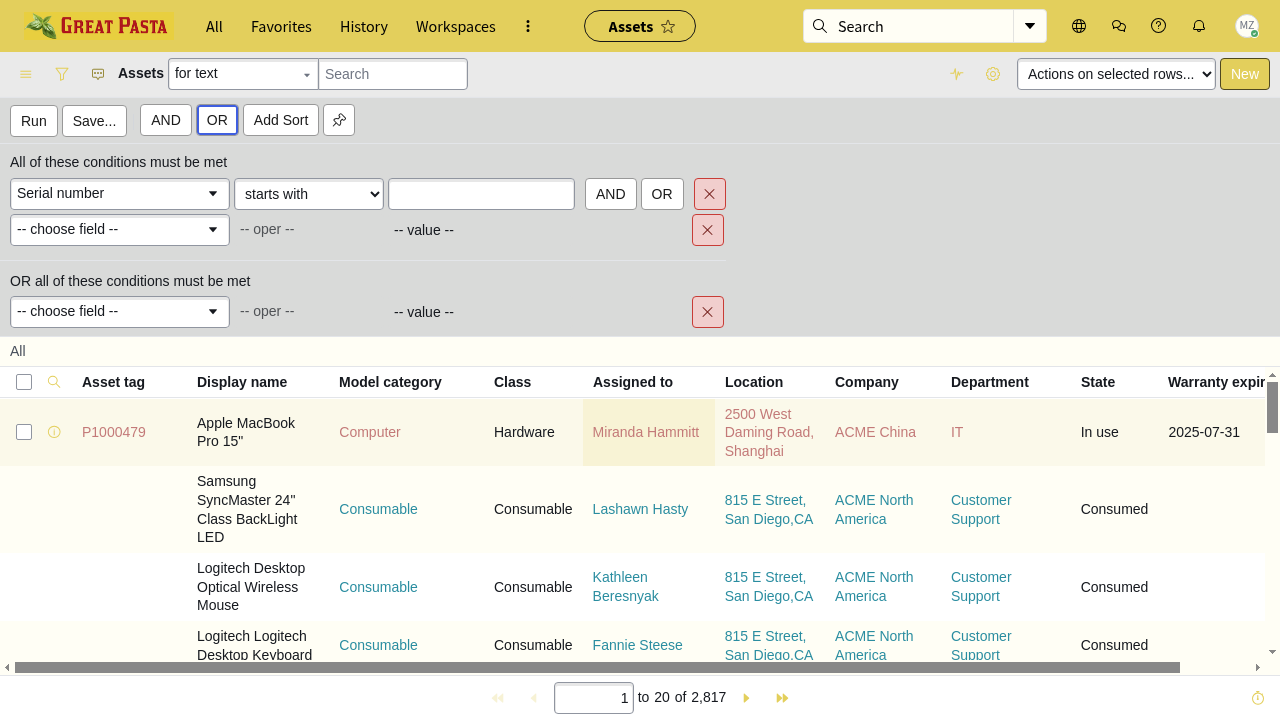 GREAT PASTA All Favorites History Workspaces Assets Search MZ
Assets for text Search Actions on selected rows... New
Run Save... AND OR Add Sort
All of these conditions must be met
Serial number starts with AND OR
-- choose field -- -- oper -- -- value --
OR all of these conditions must be met
-- choose field -- -- oper -- -- value --
All
Asset tag Display name Model category Class Assigned to Location Company Department State Warranty expir
P1000479 Apple MacBook Pro 15" Computer Hardware Miranda Hammitt 2500 West Daming Road, Shanghai ACME China IT In use 2025-07-31
Samsung SyncMaster 24" Class BackLight LED Consumable Consumable Lashawn Hasty 815 E Street, San Diego,CA ACME North America Customer Support Consumed
Logitech Desktop Optical Wireless Mouse Consumable Consumable Kathleen Beresnyak 815 E Street, San Diego,CA ACME North America Customer Support Consumed
Logitech Logitech Desktop Keyboard Consumable Consumable Fannie Steese 815 E Street, San Diego,CA ACME North America Customer Support Consumed
1 to 20 of 2,817